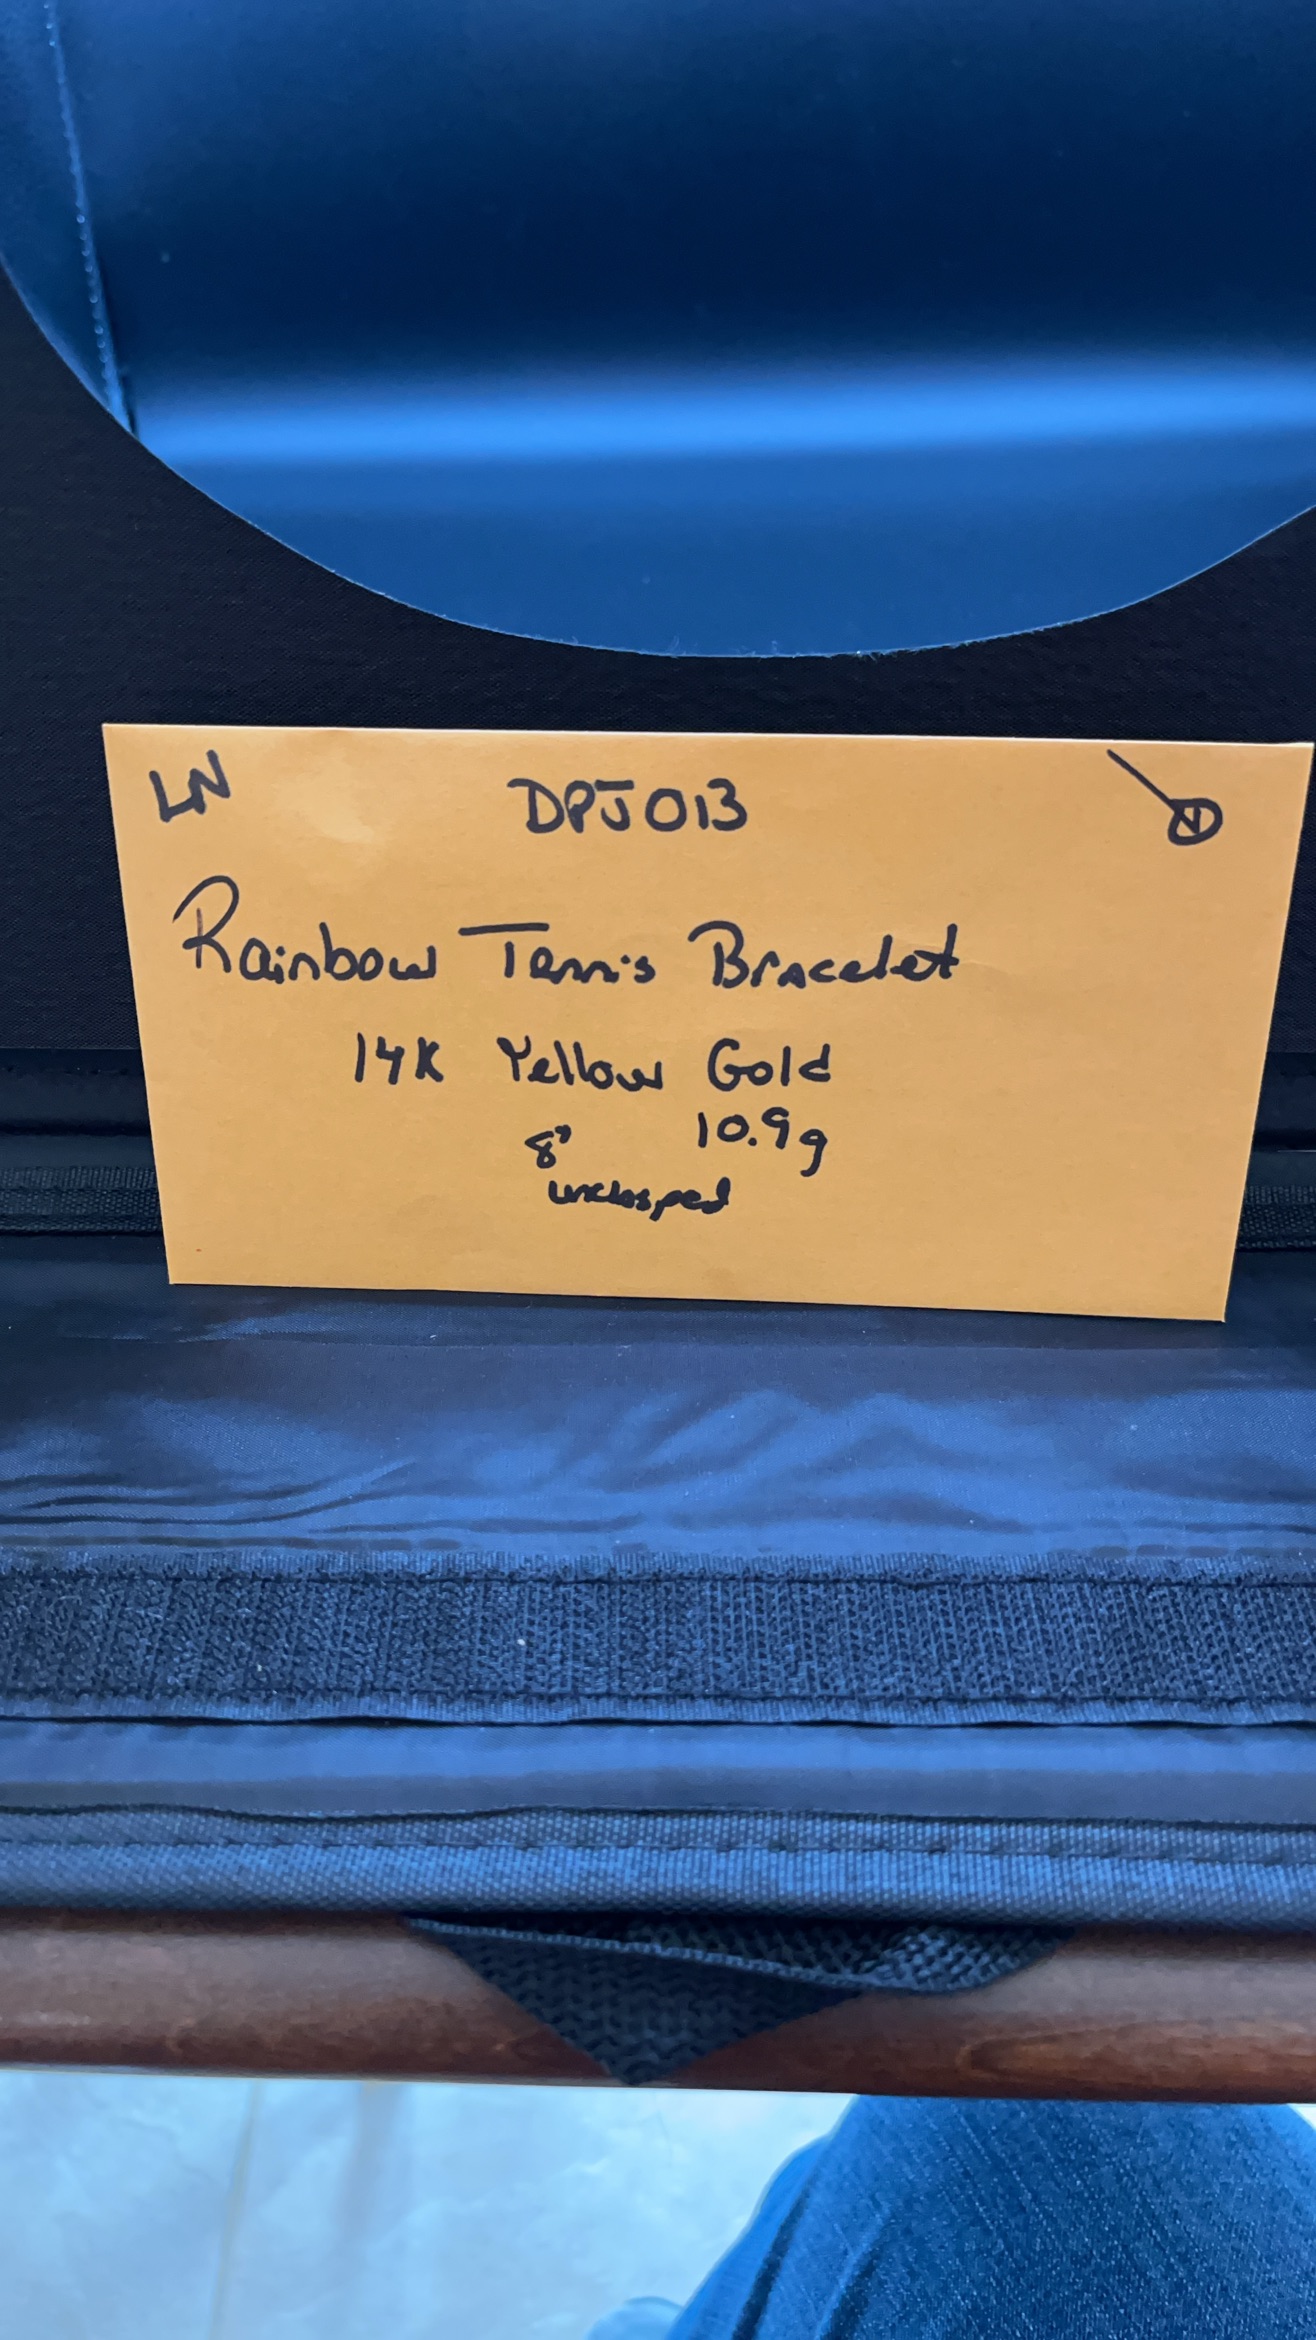 LN
DPJ013
N
Rainbow Tennis Bracelet
14K Yellow Gold
8" 10.9g
unclasped